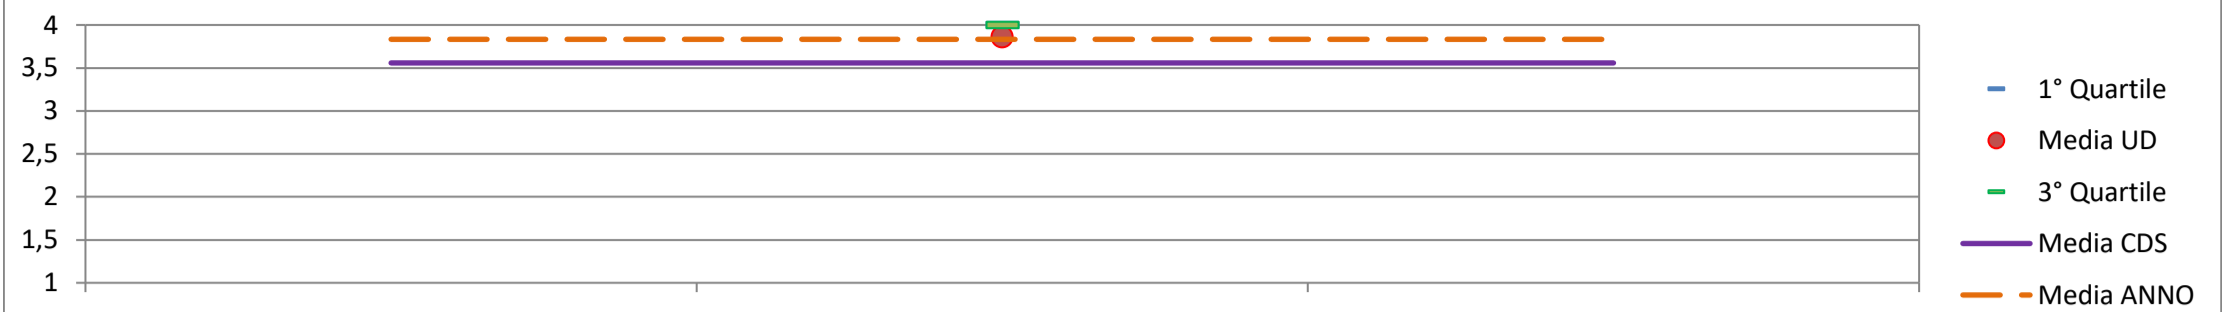 4
3,5
3
2,5
2
1,5
1
1° Quartile
Media UD
3° Quartile
Media CDS
Media ANNO